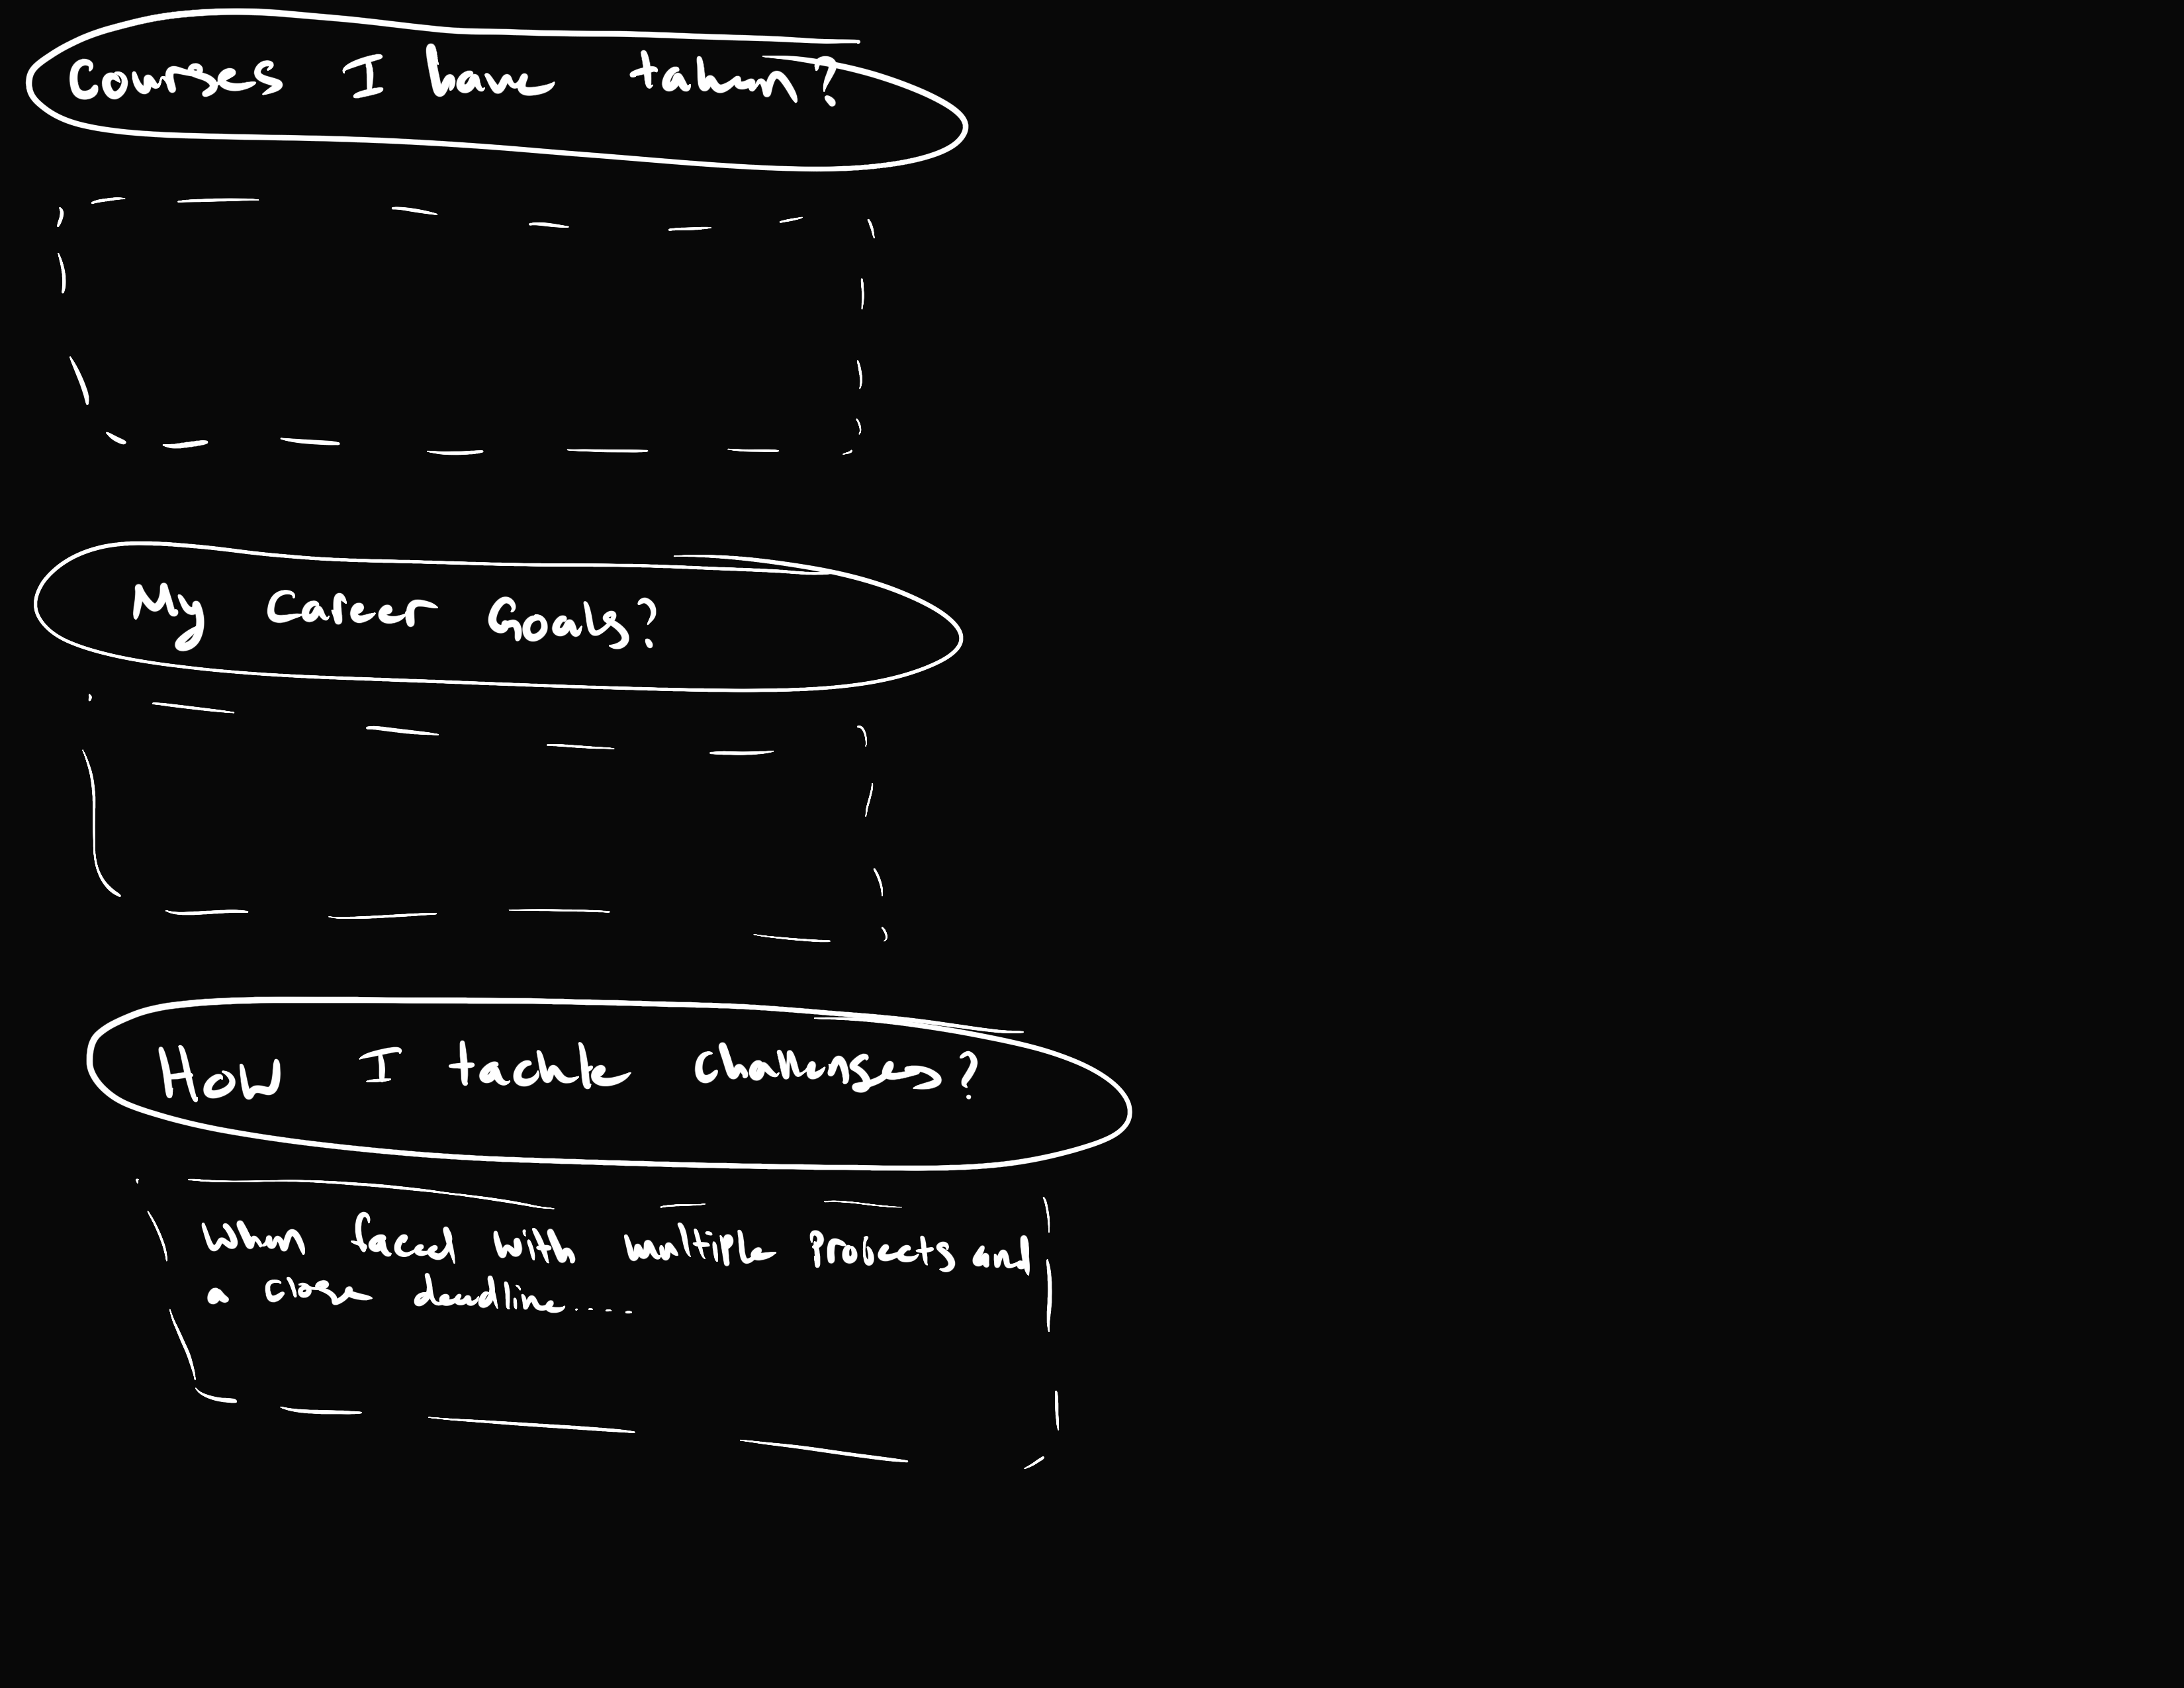 Courses I have taken?
My Career Goals?
How I tackle challenges?
When faced with multiple Projects and
a close deadline....